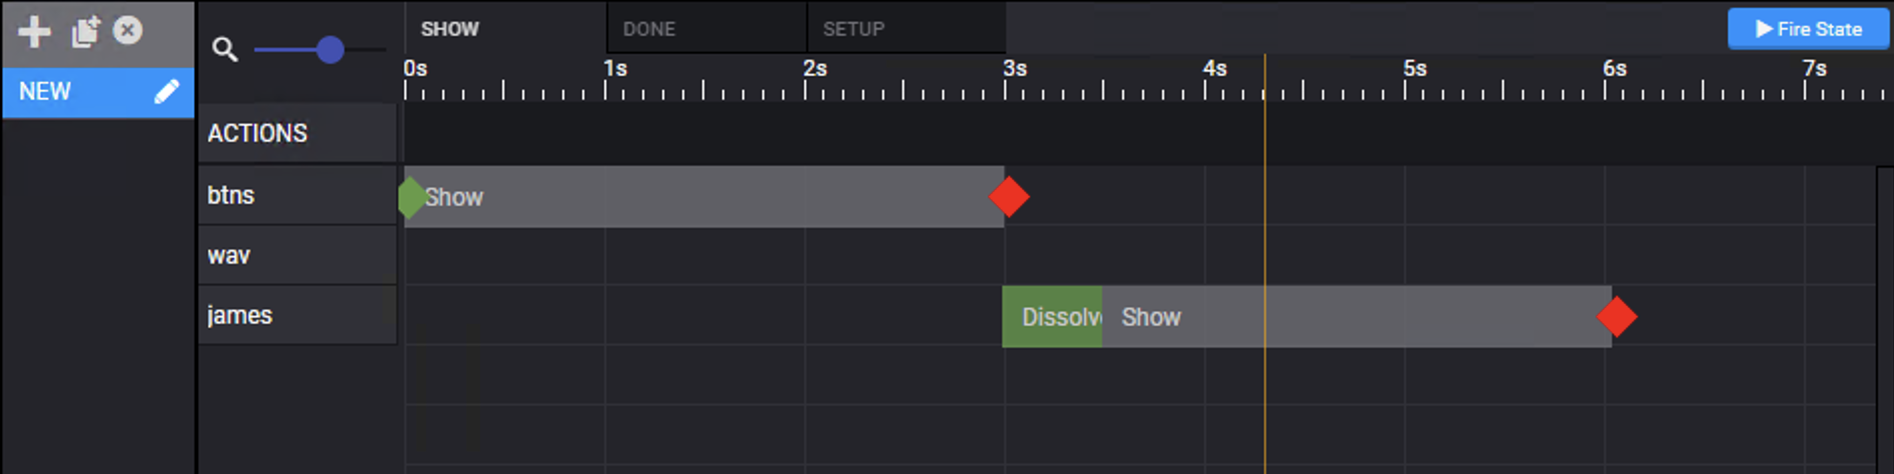 SHOW DONE SETUP Fire State
0s 1s 2s 3s 4s 5s 6s 7s
NEW
ACTIONS
btns Show
wav
james Dissolv Show